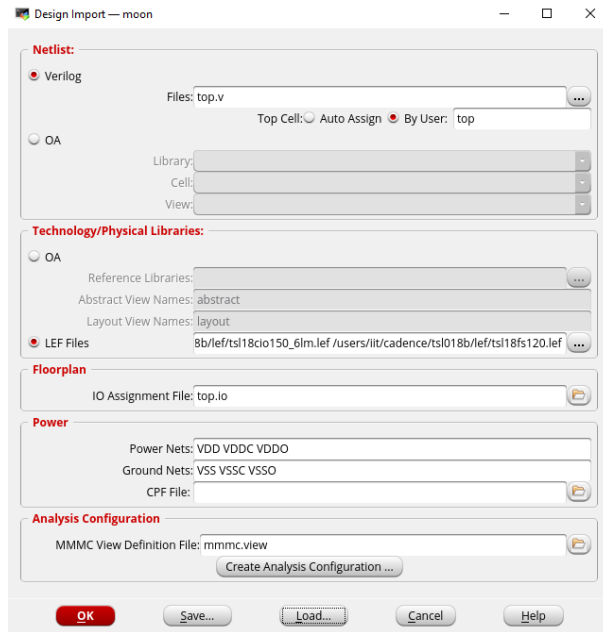 Design Import — moon
Netlist:
Verilog
Files: top.v ...
Top Cell: Auto Assign By User: top
OA
Library:
Cell:
View:
Technology/Physical Libraries:
OA
Reference Libraries: ...
Abstract View Names: abstract
Layout View Names: layout
LEF Files 8b/lef/tsl18cio150_6lm.lef /users/iit/cadence/tsl018b/lef/tsl18fs120.lef ...
Floorplan
IO Assignment File: top.io
Power
Power Nets: VDD VDDC VDDO
Ground Nets: VSS VSSC VSSO
CPF File:
Analysis Configuration
MMMC View Definition File: mmmc.view
Create Analysis Configuration ...
OK Save... Load... Cancel Help